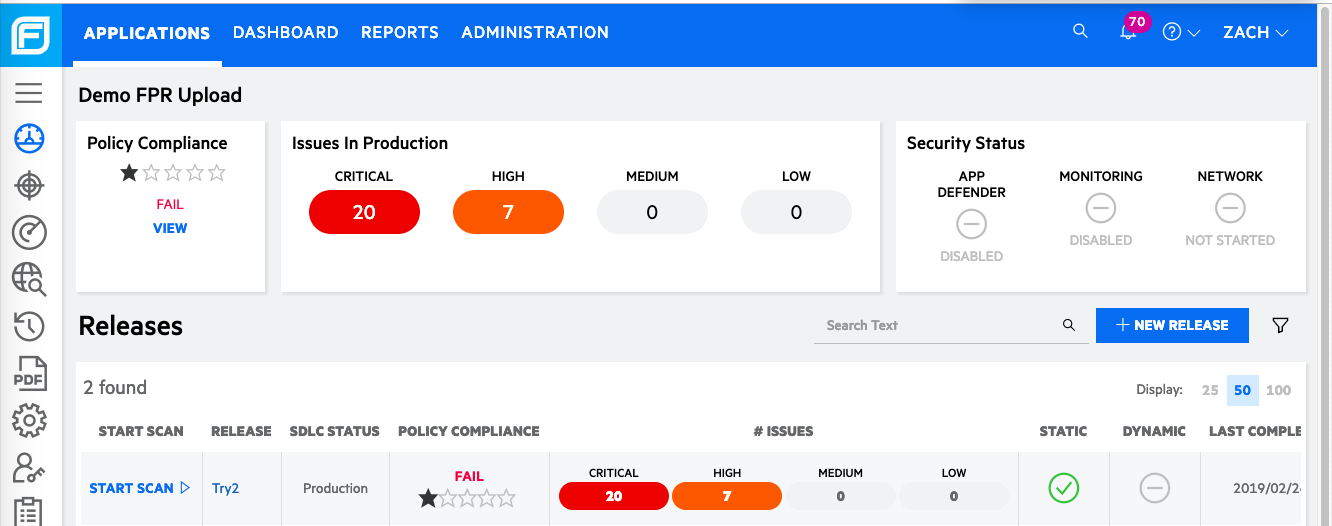 APPLICATIONS DASHBOARD REPORTS ADMINISTRATION 70 ZACH
Demo FPR Upload
Policy Compliance
FAIL
VIEW
Issues In Production
CRITICAL HIGH MEDIUM LOW
20 7 0 0
Security Status
APP DEFENDER
DISABLED
MONITORING
DISABLED
NETWORK
NOT STARTED
PDF
Releases
Search Text
NEW RELEASE
2 found
Display: 25 50 100
START SCAN RELEASE SDLC STATUS POLICY COMPLIANCE # ISSUES STATIC DYNAMIC LAST COMPLE
START SCAN Try2 Production FAIL
CRITICAL HIGH MEDIUM LOW
20 7 0 0
2019/02/2